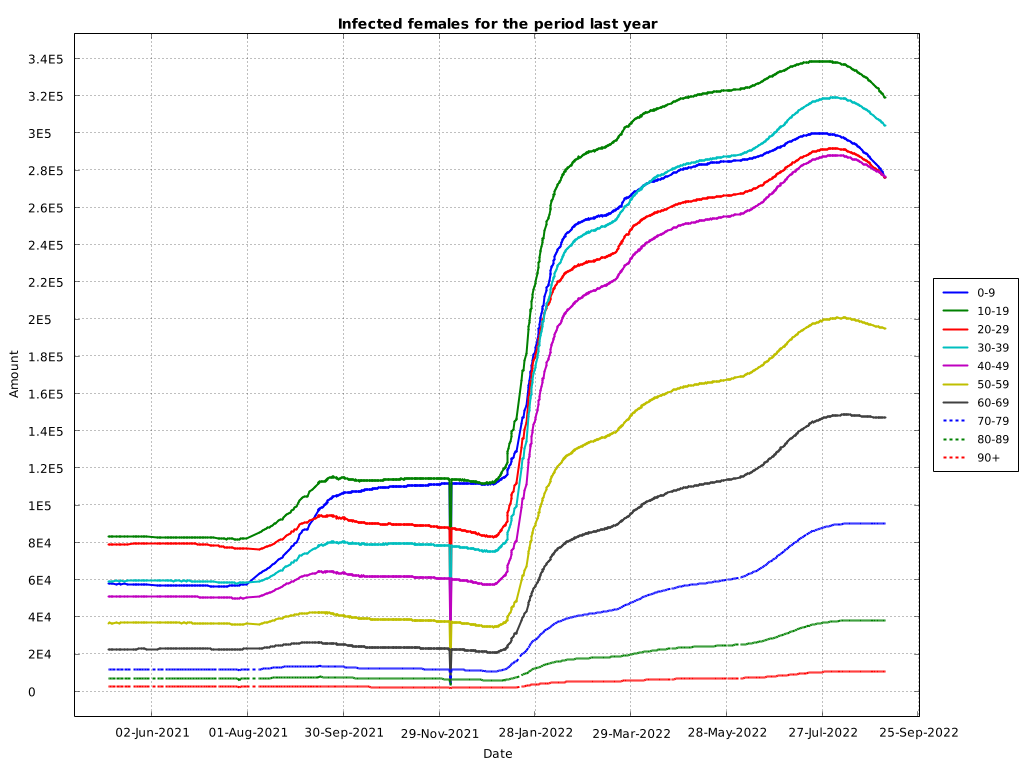 Infected females for the period last year
3.4E5
3.2E5
3E5
2.8E5
2.6E5
2.4E5
2.2E5
2E5
1.8E5
1.6E5
1.4E5
1.2E5
1E5
8E4
6E4
4E4
2E4
0
Amount
02-Jun-2021 01-Aug-2021 30-Sep-2021 29-Nov-2021 28-Jan-2022 29-Mar-2022 28-May-2022 27-Jul-2022 25-Sep-2022
Date
0-9
10-19
20-29
30-39
40-49
50-59
60-69
70-79
80-89
90+